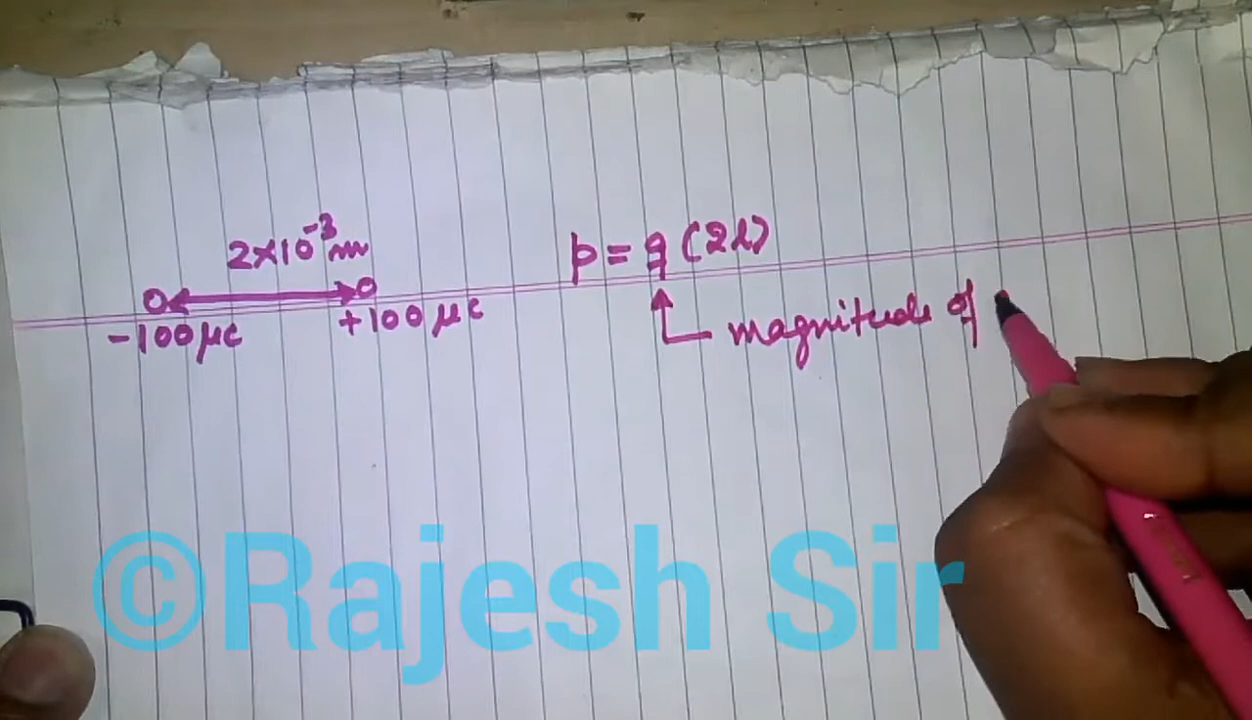 2×10⁻³m
-100μc
+100μc
p = q (2l)
magnitude of
©Rajesh Sir